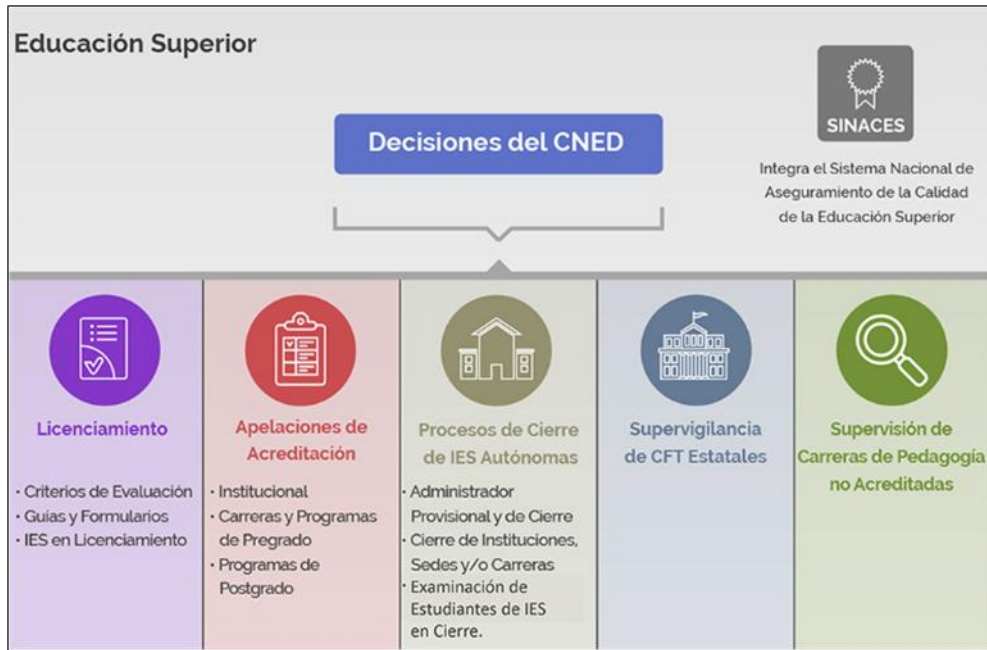 Educación Superior
SINACES
Decisiones del CNED
Integra el Sistema Nacional de
Aseguramiento de la Calidad
de la Educación Superior
Licenciamiento
· Criterios de Evaluación
· Guías y Formularios
· IES en Licenciamiento
Apelaciones de
Acreditación
· Institucional
· Carreras y Programas
de Pregrado
· Programas de
Postgrado
Procesos de Cierre
de IES Autónomas
· Administrador
Provisional y de Cierre
· Cierre de Instituciones,
Sedes y/o Carreras
· Examinación de
Estudiantes de IES
en Cierre.
Supervigilancia
de CFT Estatales
Supervisión de
Carreras de Pedagogía
no Acreditadas